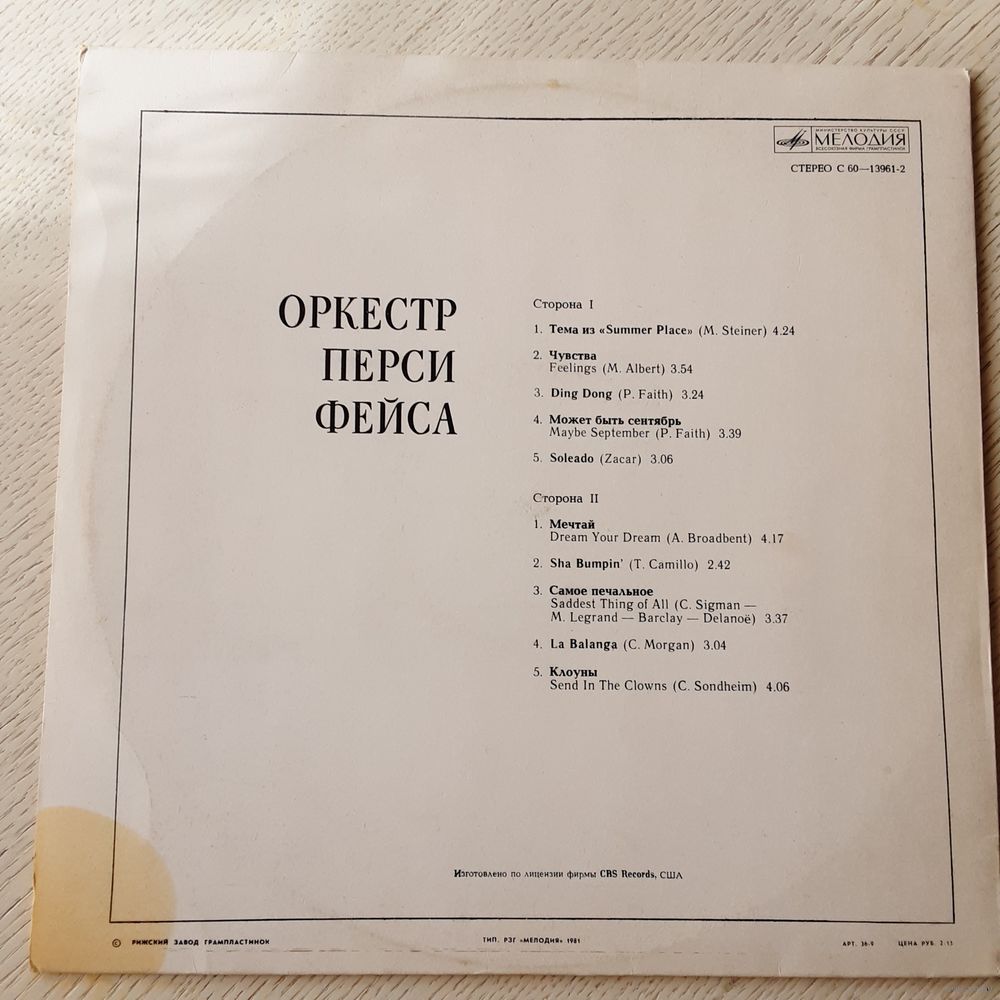 МИНИСТЕРСТВО КУЛЬТУРЫ СССР
МЕЛОДИЯ
ВСЕСОЮЗНАЯ ФИРМА ГРАМПЛАСТИНОК
СТЕРЕО С 60—13961-2
ОРКЕСТР
ПЕРСИ
ФЕЙСА
Сторона I
1. Тема из «Summer Place» (M. Steiner) 4.24
2. Чувства
Feelings (M. Albert) 3.54
3. Ding Dong (P. Faith) 3.24
4. Может быть сентябрь
Maybe September (P. Faith) 3.39
5. Soleado (Zacar) 3.06
Сторона II
1. Мечтай
Dream Your Dream (A. Broadbent) 4.17
2. Sha Bumpin' (T. Camillo) 2.42
3. Самое печальное
Saddest Thing of All (C. Sigman —
M. Legrand — Barclay — Delanoë) 3.37
4. La Balanga (C. Morgan) 3.04
5. Клоуны
Send In The Clowns (C. Sondheim) 4.06
Изготовлено по лицензии фирмы CBS Records, США
© РИЖСКИЙ ЗАВОД ГРАМПЛАСТИНОК
ТИП. РЗГ «МЕЛОДИЯ» 1981
АРТ. 36-9 ЦЕНА РУБ. 2-15